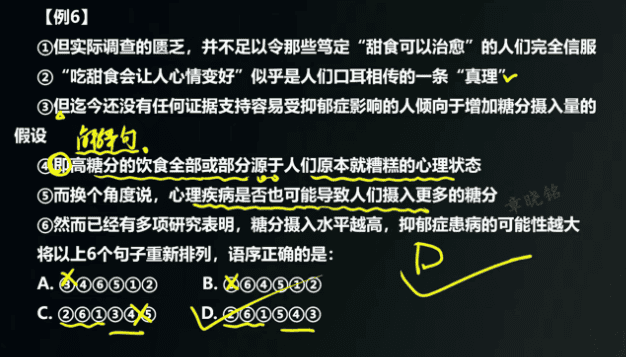 【例6】
①但实际调查的匮乏，并不足以令那些笃定“甜食可以治愈”的人们完全信服
②“吃甜食会让人心情变好”似乎是人们口耳相传的一条“真理”
③但迄今还没有任何证据支持容易受抑郁症影响的人倾向于增加糖分摄入量的
假设
解释句.
④即高糖分的饮食全部或部分源于人们原本就糟糕的心理状态
⑤而换个角度说，心理疾病是否也可能导致人们摄入更多的糖分
章晓铭
⑥然而已经有多项研究表明，糖分摄入水平越高，抑郁症患病的可能性越大
将以上6个句子重新排列，语序正确的是：
D
A. ③④⑥⑤①② B. ③⑥④⑤①②
C. ②⑥①③④⑤ D. ②⑥①⑤④③